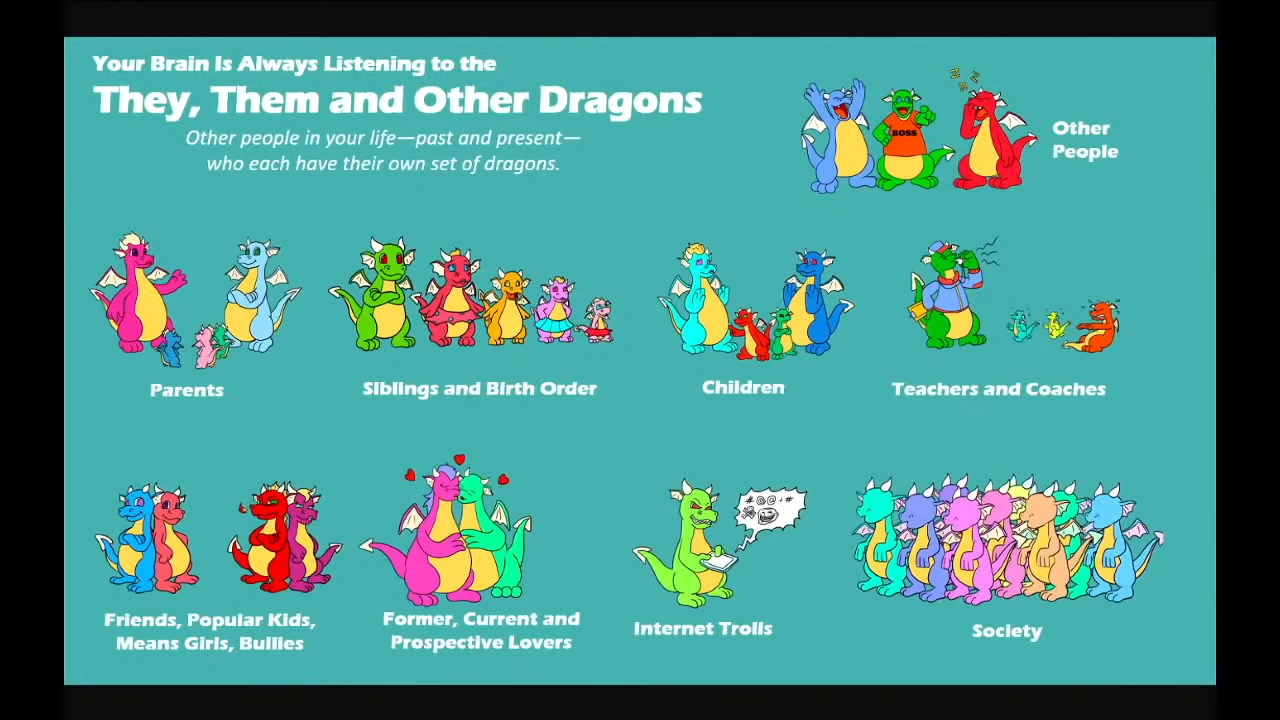 Your Brain Is Always Listening to the
They, Them and Other Dragons
Other people in your life—past and present—
who each have their own set of dragons.
z z z
BOSS
Other
People
Parents
Siblings and Birth Order
Children
Teachers and Coaches
#@@+#
Friends, Popular Kids,
Means Girls, Bullies
Former, Current and
Prospective Lovers
Internet Trolls
Society